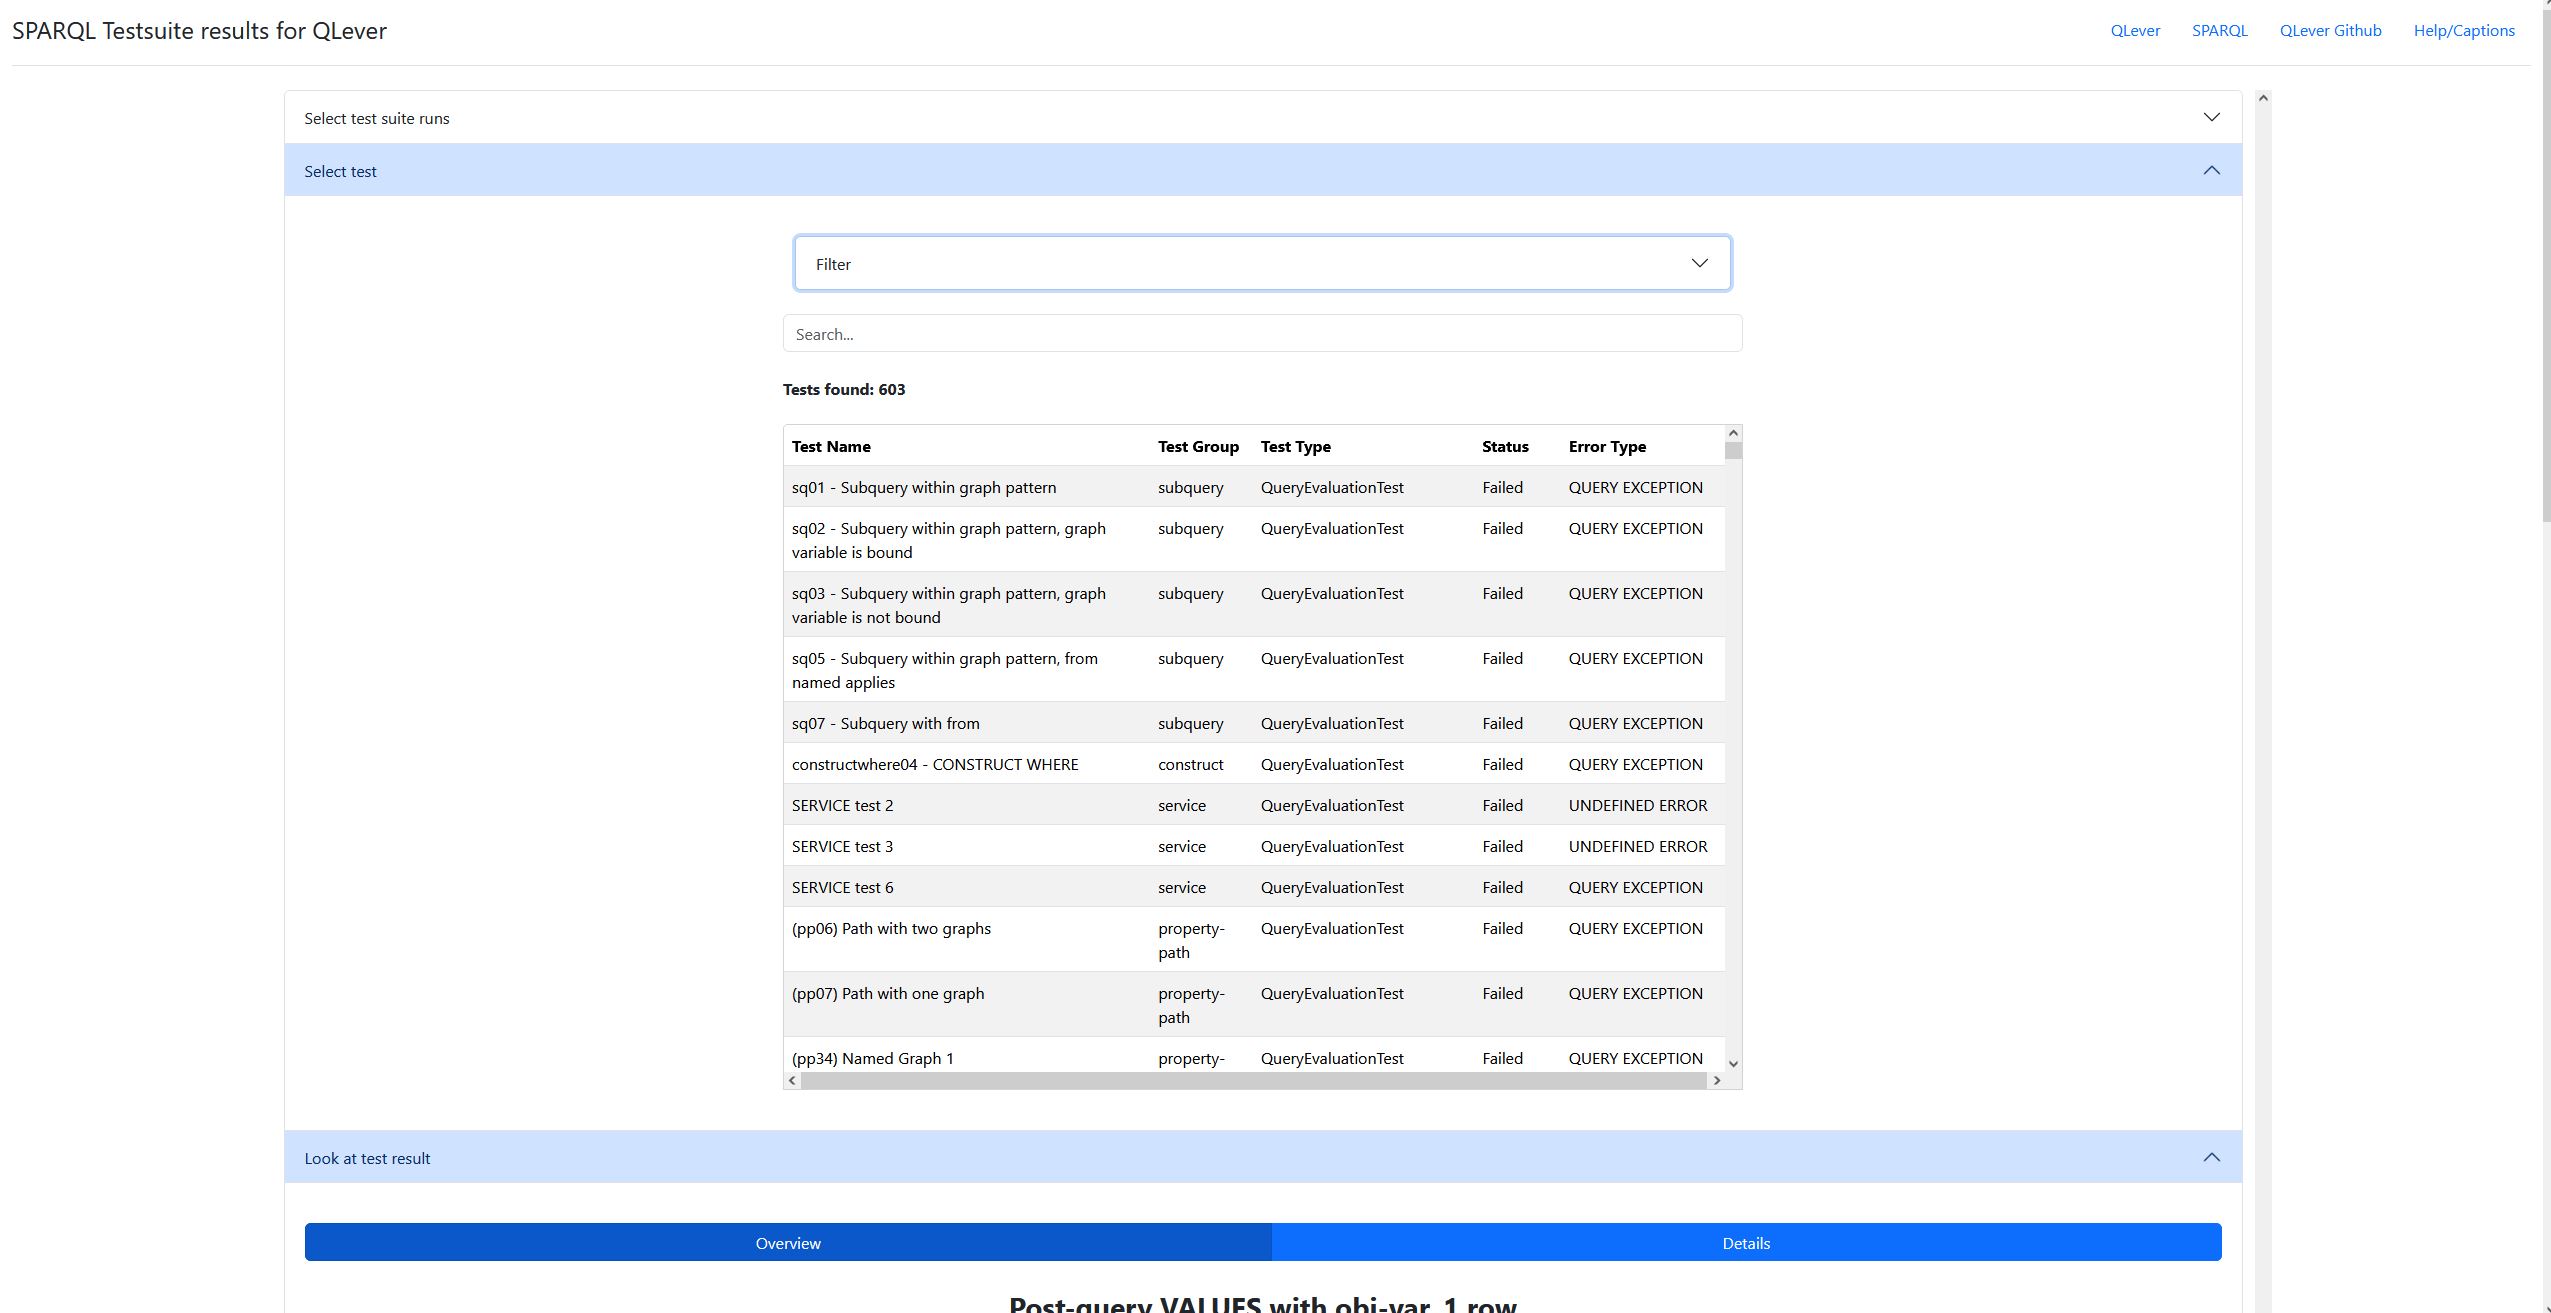 SPARQL Testsuite results for QLever
QLever SPARQL QLever Github Help/Captions
Select test suite runs
Select test
Filter
Search...
Tests found: 603
Test Name Test Group Test Type Status Error Type
sq01 - Subquery within graph pattern subquery QueryEvaluationTest Failed QUERY EXCEPTION
sq02 - Subquery within graph pattern, graph subquery QueryEvaluationTest Failed QUERY EXCEPTION
variable is bound
sq03 - Subquery within graph pattern, graph subquery QueryEvaluationTest Failed QUERY EXCEPTION
variable is not bound
sq05 - Subquery within graph pattern, from subquery QueryEvaluationTest Failed QUERY EXCEPTION
named applies
sq07 - Subquery with from subquery QueryEvaluationTest Failed QUERY EXCEPTION
constructwhere04 - CONSTRUCT WHERE construct QueryEvaluationTest Failed QUERY EXCEPTION
SERVICE test 2 service QueryEvaluationTest Failed UNDEFINED ERROR
SERVICE test 3 service QueryEvaluationTest Failed UNDEFINED ERROR
SERVICE test 6 service QueryEvaluationTest Failed QUERY EXCEPTION
(pp06) Path with two graphs property- QueryEvaluationTest Failed QUERY EXCEPTION
path
(pp07) Path with one graph property- QueryEvaluationTest Failed QUERY EXCEPTION
path
(pp34) Named Graph 1 property- QueryEvaluationTest Failed QUERY EXCEPTION
Look at test result
Overview Details
Post-query VALUES with obj-var, 1 row